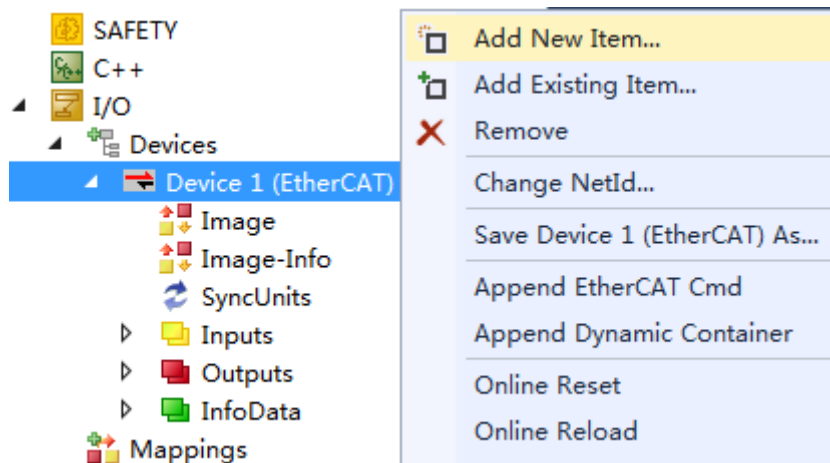 SAFETY
C++
I/O
Devices
Device 1 (EtherCAT)
Image
Image-Info
SyncUnits
Inputs
Outputs
InfoData
Mappings
Add New Item...
Add Existing Item...
Remove
Change NetId...
Save Device 1 (EtherCAT) As...
Append EtherCAT Cmd
Append Dynamic Container
Online Reset
Online Reload